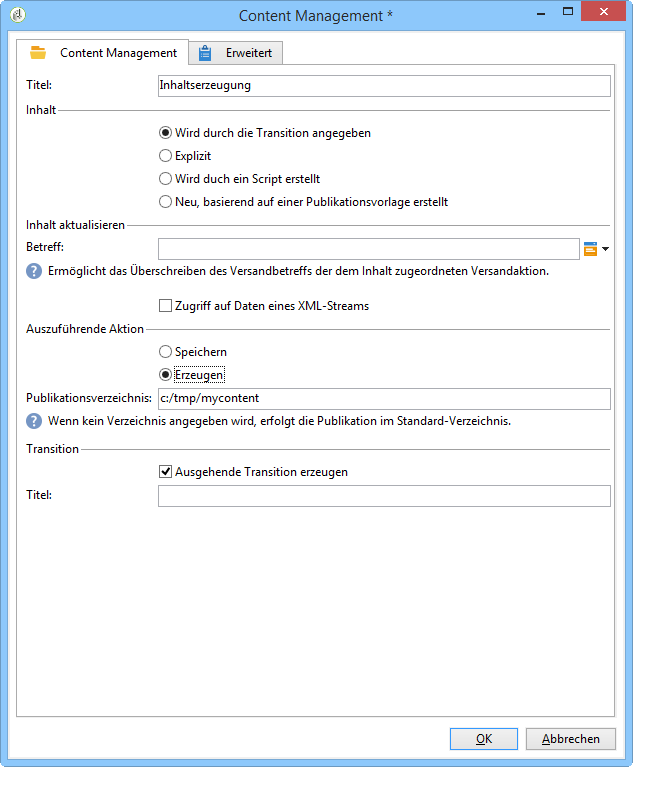 Content Management *
Content Management Erweitert
Titel: Inhaltserzeugung
Inhalt
Wird durch die Transition angegeben
Explizit
Wird duch ein Script erstellt
Neu, basierend auf einer Publikationsvorlage erstellt
Inhalt aktualisieren
Betreff:
? Ermöglicht das Überschreiben des Versandbetreffs der dem Inhalt zugeordneten Versandaktion.
Zugriff auf Daten eines XML-Streams
Auszuführende Aktion
Speichern
Erzeugen
Publikationsverzeichnis: c:/tmp/mycontent
? Wenn kein Verzeichnis angegeben wird, erfolgt die Publikation im Standard-Verzeichnis.
Transition
Ausgehende Transition erzeugen
Titel:
OK Abbrechen